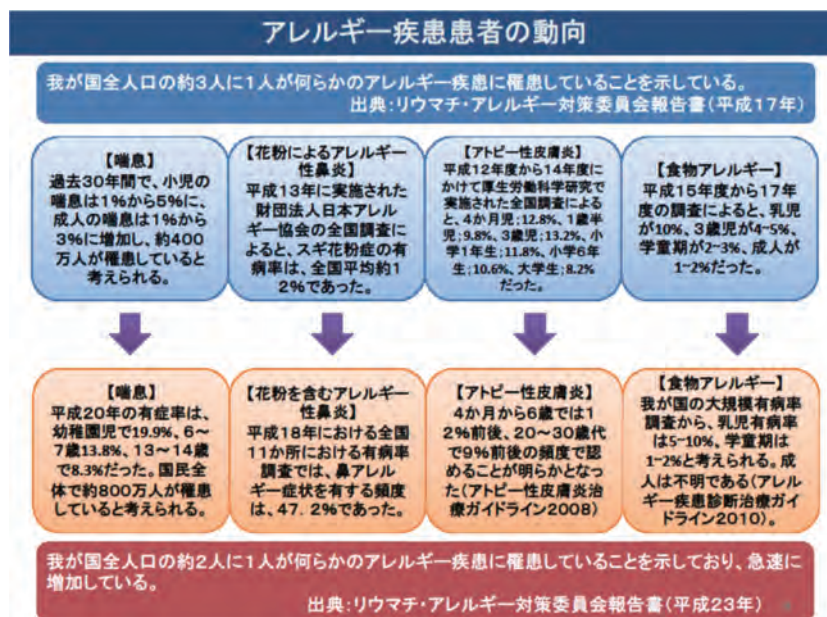 アレルギー疾患患者の動向
我が国全人口の約3人に1人が何らかのアレルギー疾患に罹患していることを示している。
出典：リウマチ・アレルギー対策委員会報告書（平成17年）
【喘息】
過去30年間で、小児の
喘息は1%から5%に、
成人の喘息は1%から
3%に増加し、約400
万人が罹患していると
考えられる。
【花粉によるアレルギー
性鼻炎】
平成13年に実施された
財団法人日本アレル
ギー協会の全国調査に
よると、スギ花粉症の有
病率は、全国平均約1
2%であった。
【アトピー性皮膚炎】
平成12年度から14年度に
かけて厚生労働科学研究で
実施された全国調査による
と、4か月児；12.8%、1歳半
児；9.8%、3歳児；13.2%、小
学1年生；11.8%、小学6年
生；10.6%、大学生；8.2%
だった。
【食物アレルギー】
平成15年度から17年
度の調査によると、乳児
が10%、3歳児が4~5%、
学童期が2~3%、成人が
1~2%だった。
【喘息】
平成20年の有症率は、
幼稚園児で19.9%、6～
7歳13.8%、13～14歳
で8.3%だった。国民全
体で約800万人が罹患
していると考えられる。
【花粉を含むアレルギー
性鼻炎】
平成18年における全国
11か所における有病率
調査では、鼻アレル
ギー症状を有する頻度
は、47．2%であった。
【アトピー性皮膚炎】
4か月から6歳では1
2%前後、20～30歳代
で9%前後の頻度で認
めることが明らかとなっ
た（アトピー性皮膚炎治
療ガイドライン2008）
【食物アレルギー】
我が国の大規模有病率
調査から、乳児有病率
は5~10%、学童期は
1~2%と考えられる。成
人は不明である（アレル
ギー疾患診断治療ガイ
ドライン2010）。
我が国全人口の約2人に1人が何らかのアレルギー疾患に罹患していることを示しており、急速に
増加している。
出典：リウマチ・アレルギー対策委員会報告書（平成23年）